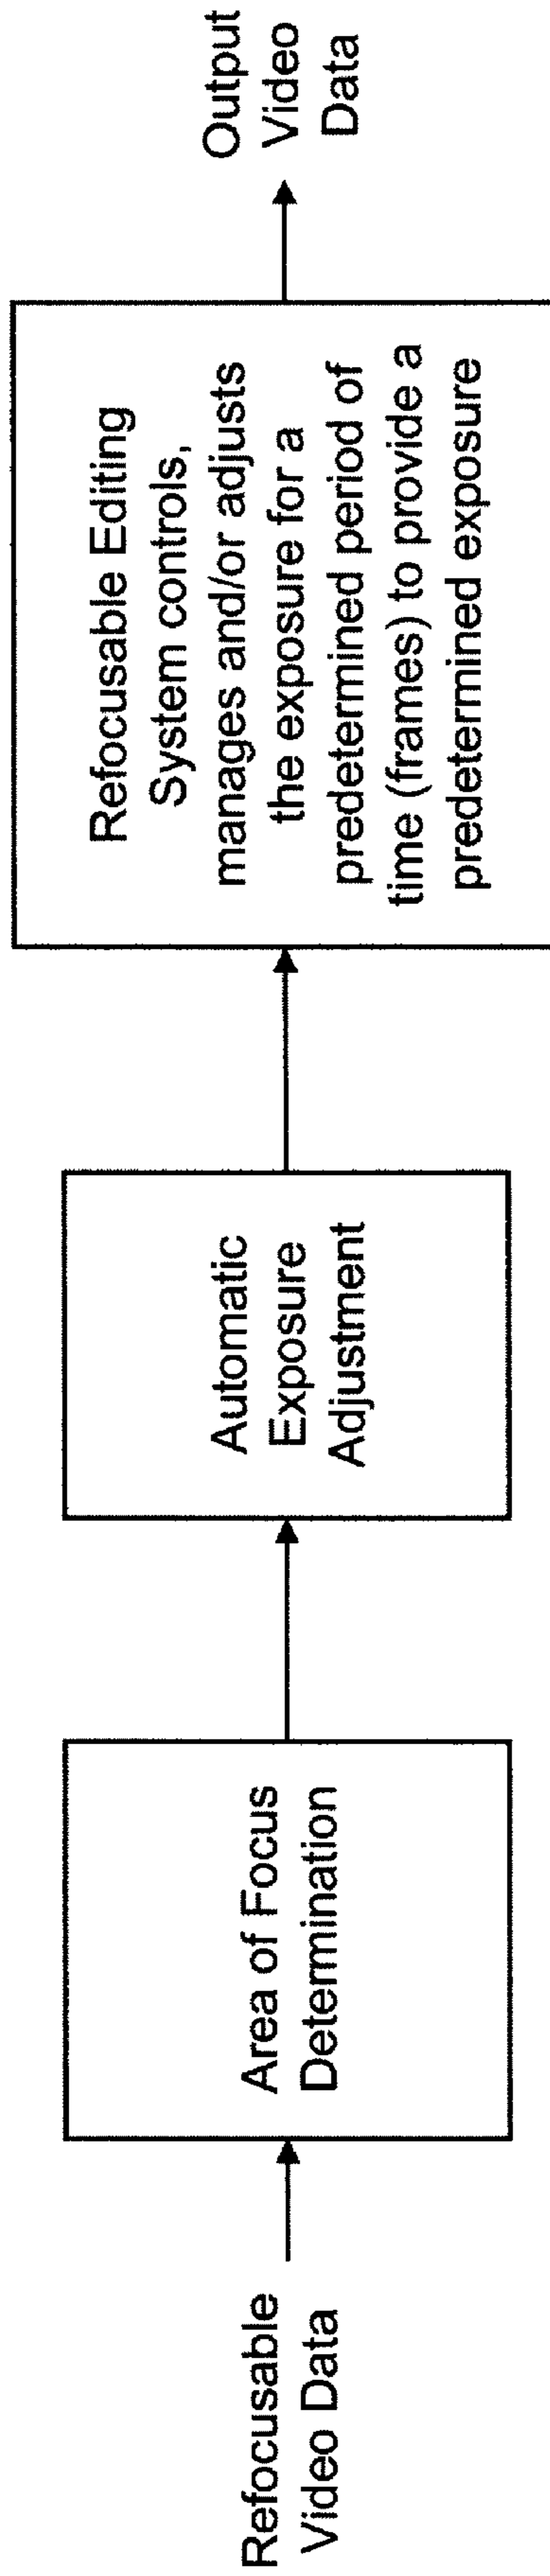 Refocusable
Video Data
Area of Focus
Determination
Automatic
Exposure
Adjustment
Refocusable Editing
System controls,
manages and/or adjusts
the exposure for a
predetermined period of
time (frames) to provide a
predetermined exposure
Output
Video
Data